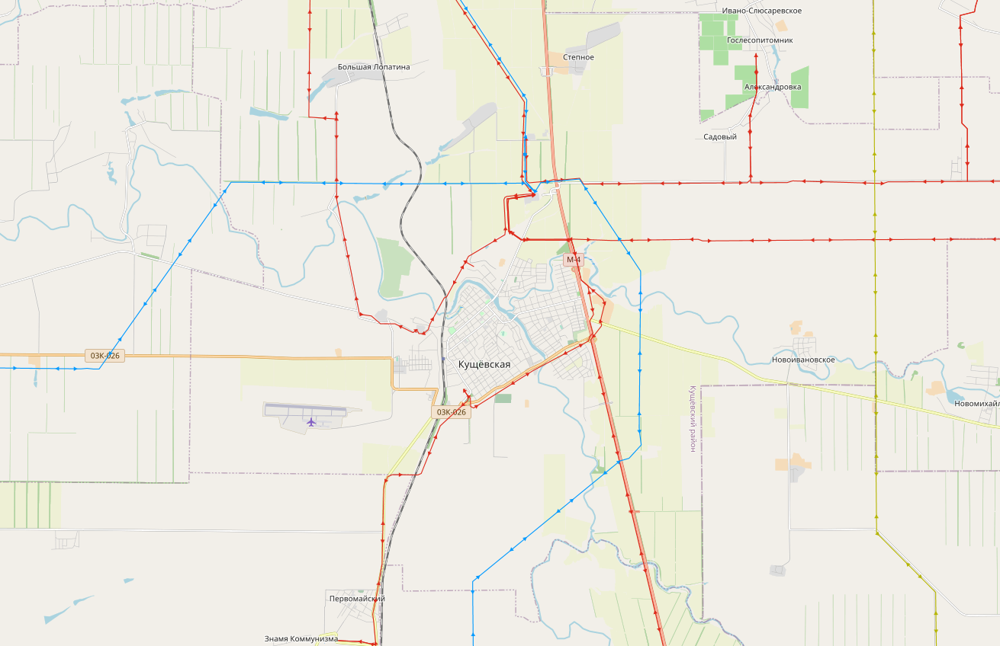 Ивано-Слюсаревское
Гослесопитомник
Степное
Большая Лопатина
Александровка
Садовый
М-4
03К-026
Новоивановское
Кущёвская
Кущёвский район
Новомихайл
03К-026
Первомайский
Знамя Коммунизма